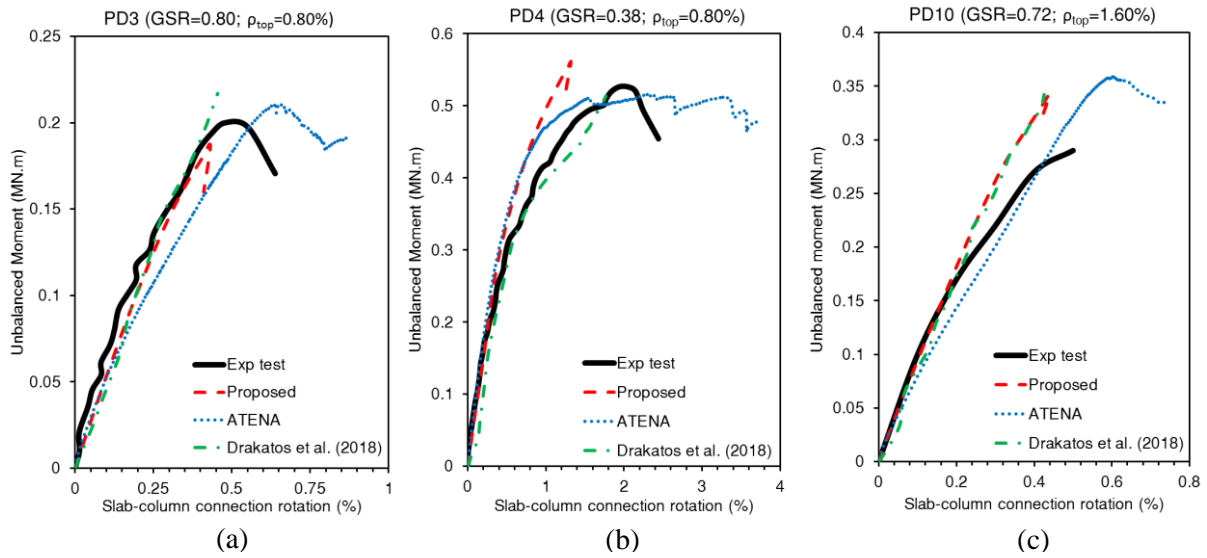 PD3 (GSR=0.80; ρtop=0.80%)
Unbalanced Moment (MN.m)
0.25
0.2
0.15
0.1
0.05
0
Exp test
Proposed
ATENA
Drakatos et al. (2018)
0 0.25 0.5 0.75 1
Slab-column connection rotation (%)
(a)
PD4 (GSR=0.38; ρtop=0.80%)
Unbalanced Moment (MN.m)
0.6
0.5
0.4
0.3
0.2
0.1
0
Exp test
Proposed
ATENA
Drakatos et al. (2018)
0 1 2 3 4
Slab-column connection rotation (%)
(b)
PD10 (GSR=0.72; ρtop=1.60%)
Unbalanced moment (MN.m)
0.4
0.35
0.3
0.25
0.2
0.15
0.1
0.05
0
Exp test
Proposed
ATENA
Drakatos et al. (2018)
0 0.2 0.4 0.6 0.8
Slab-column connection rotation (%)
(c)